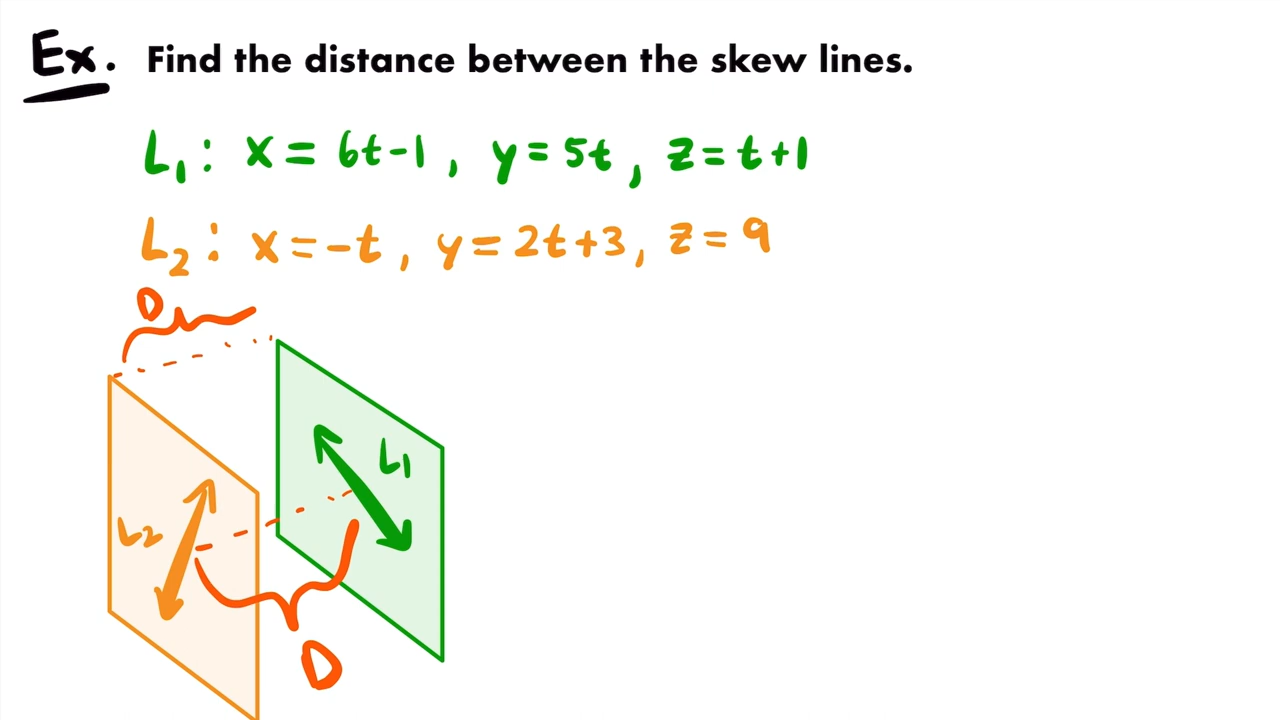 Ex. Find the distance between the skew lines.
L₁: x = 6t-1, y = 5t, z = t+1
L₂: x = -t, y = 2t+3, z = 9
D
L₁
L₂
D